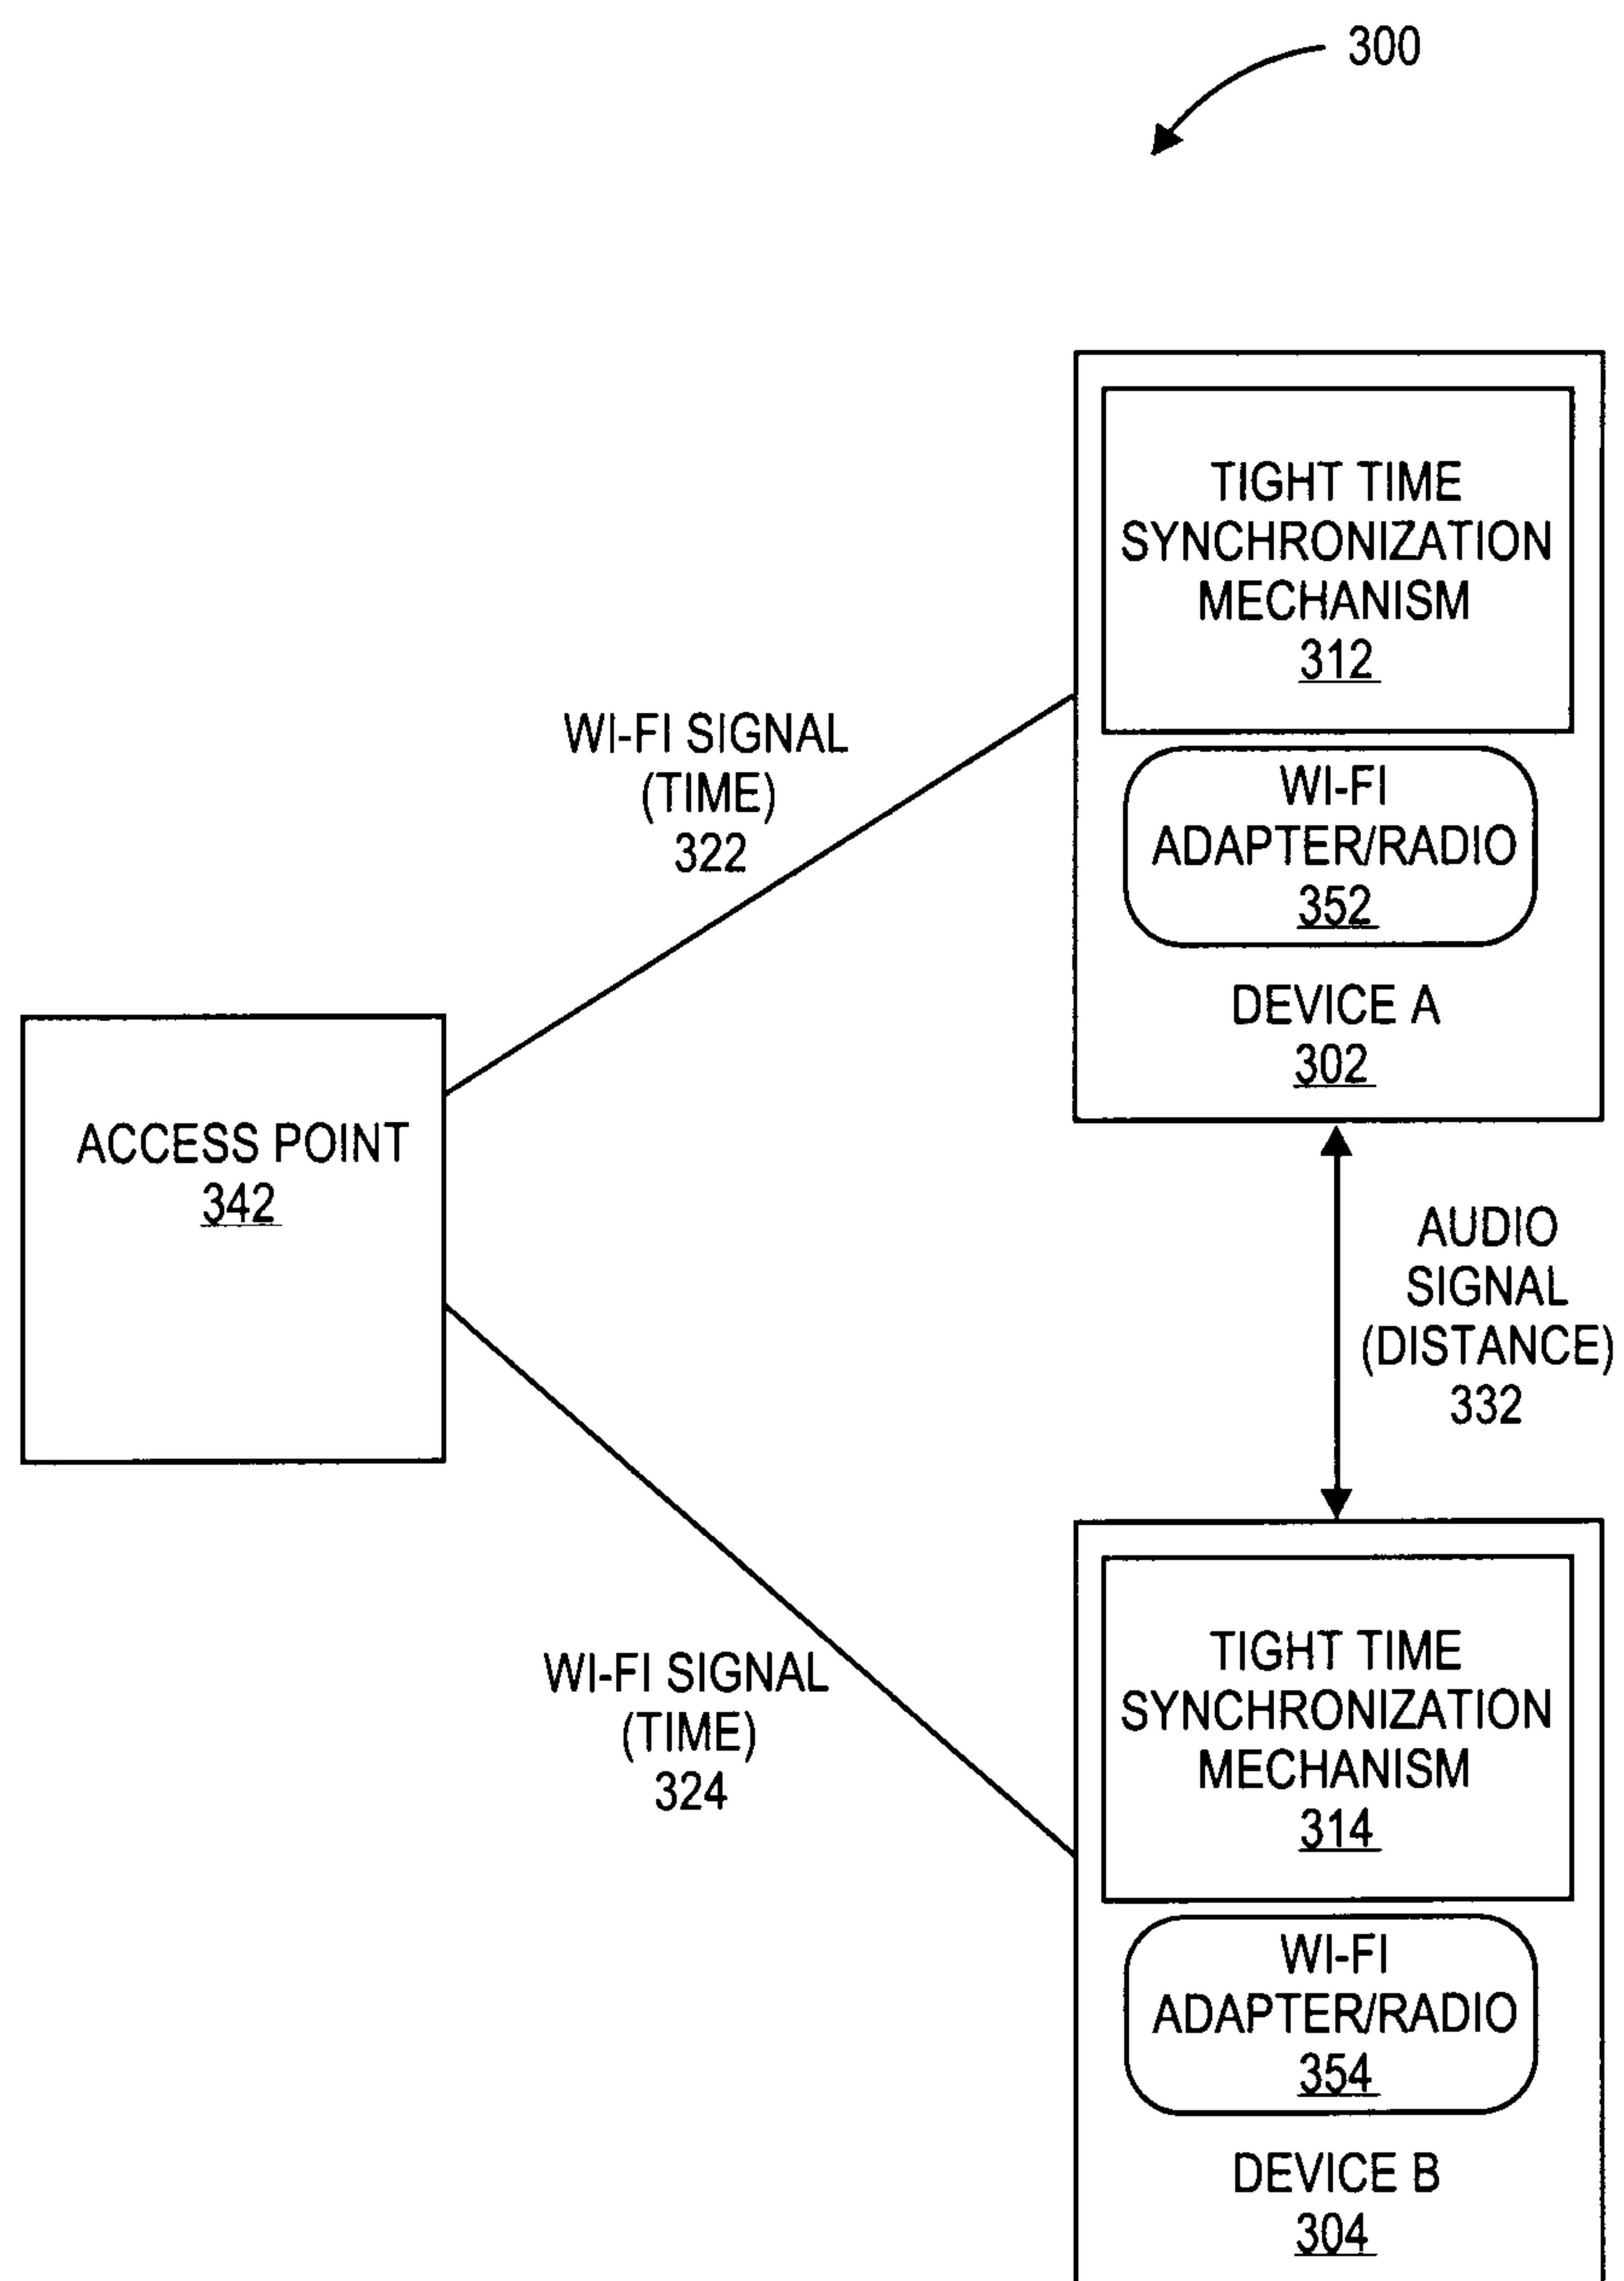 300
TIGHT TIME
SYNCHRONIZATION
MECHANISM
312
WI-FI SIGNAL
(TIME)
322
WI-FI
ADAPTER/RADIO
352
DEVICE A
302
ACCESS POINT
342
AUDIO
SIGNAL
(DISTANCE)
332
TIGHT TIME
SYNCHRONIZATION
MECHANISM
314
WI-FI SIGNAL
(TIME)
324
WI-FI
ADAPTER/RADIO
354
DEVICE B
304